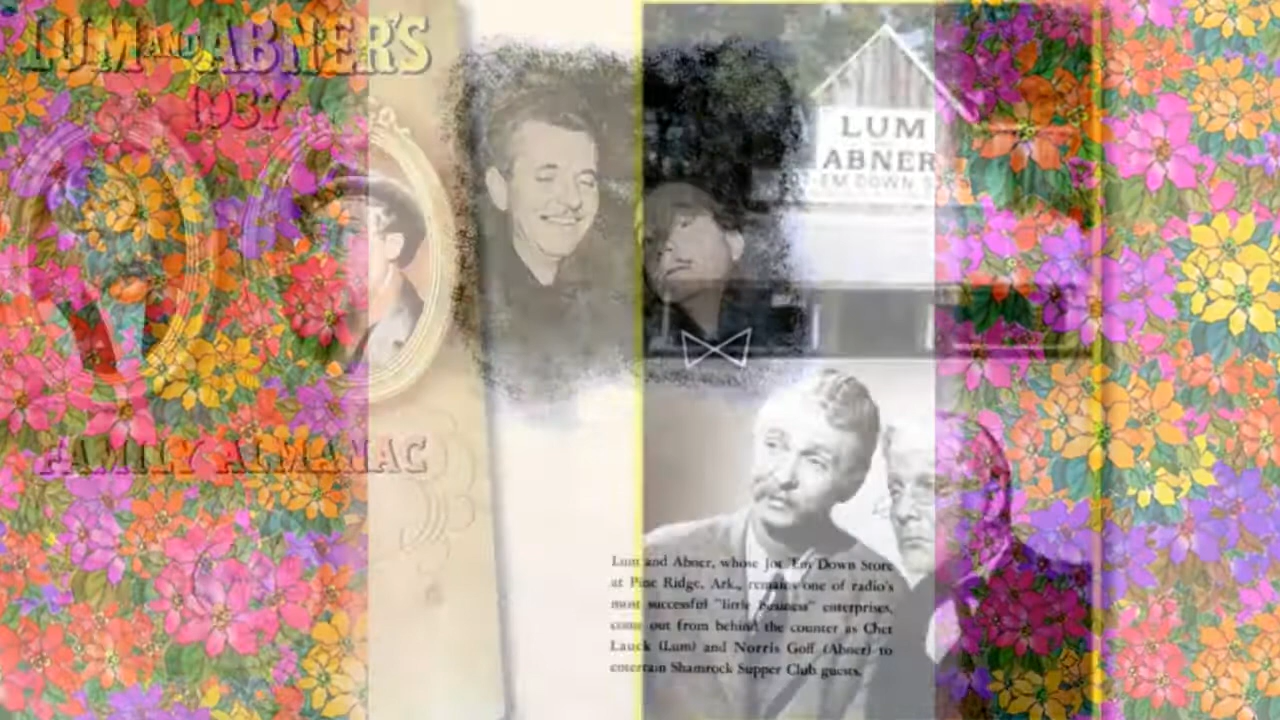 LUM AND ABNER'S
1937
FAMILY ALMANAC
LUM
ABNER
'EM DOWN
Lum and Abner, whose Jot 'Em Down Store
at Pine Ridge, Ark., remains one of radio's
most successful "little business" enterprises,
come out from behind the counter as Chet
Lauck (Lum) and Norris Goff (Abner) to
entertain Shamrock Supper Club guests.